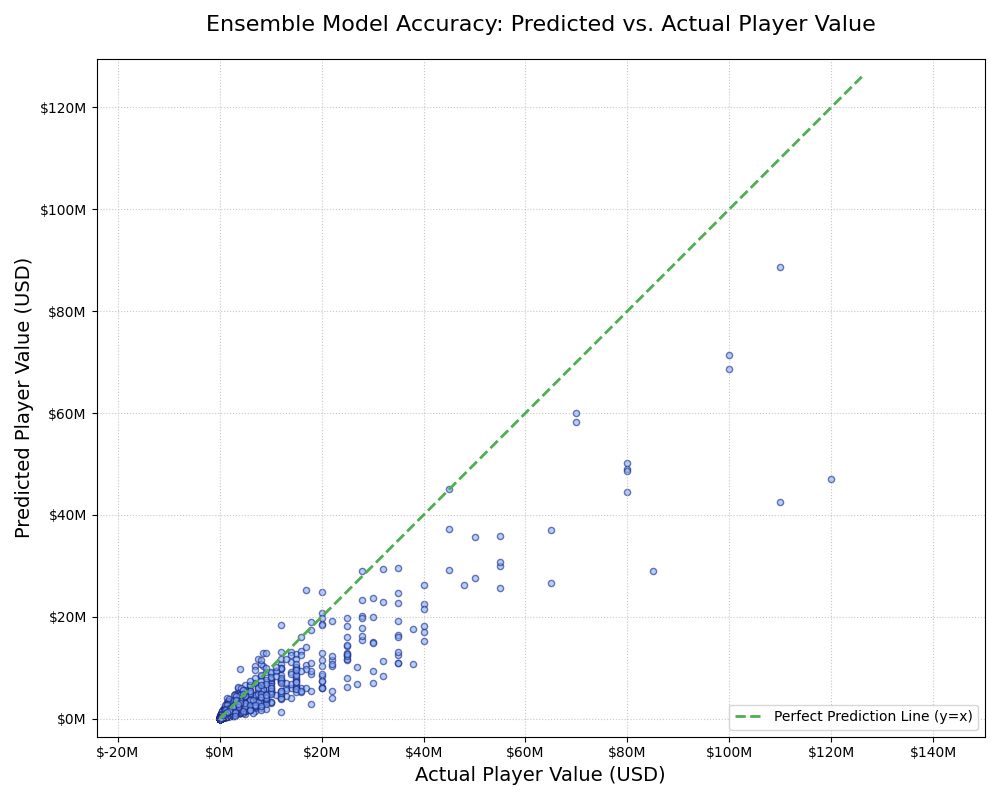 Ensemble Model Accuracy: Predicted vs. Actual Player Value
Predicted Player Value (USD)
$120M
$100M
$80M
$60M
$40M
$20M
$0M
Perfect Prediction Line (y=x)
$-20M
$0M
$20M
$40M
$60M
$80M
$100M
$120M
$140M
Actual Player Value (USD)